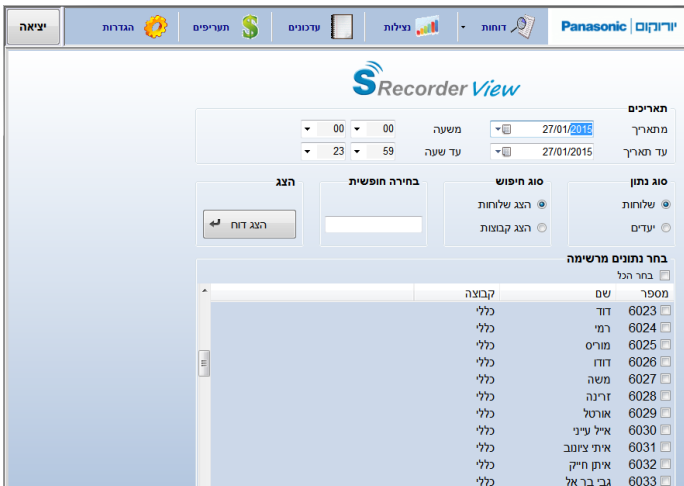 יורוקום | Panasonic דוחות נצילות עדכונים תעריפים הגדרות יציאה
SRecorder View
תאריכים
מתאריך 27/01/2015 משעה 00 00
עד תאריך 27/01/2015 עד שעה 59 23
סוג נתון סוג חיפוש בחירה חופשית הצג
שלוחות הצג שלוחות
הצג דוח
יעדים הצג קבוצות
בחר נתונים מרשימה
בחר הכל
מספר שם קבוצה
6023 דוד כללי
6024 רמי כללי
6025 מוריס כללי
6026 דודו כללי
6027 משה כללי
6028 זרינה כללי
6029 אורטל כללי
6030 אייל עייני כללי
6031 איתי ציונוב כללי
6032 איתן חייק כללי
6033 גבי בר אל כללי